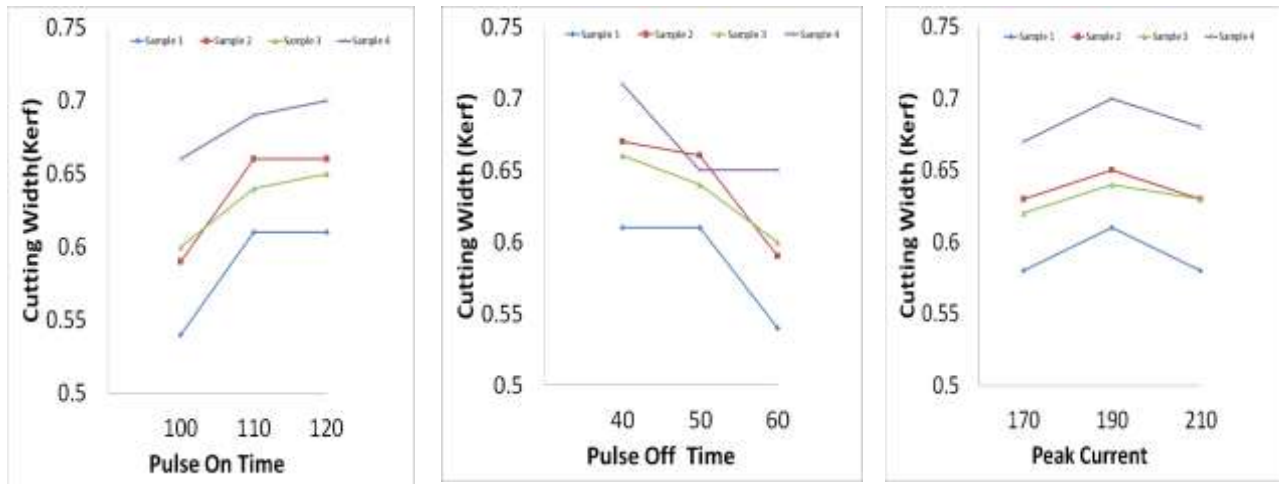 Cutting Width(Kerf)
0.75
0.7
0.65
0.6
0.55
0.5
Sample 1 Sample 2 Sample 3 Sample 4
100 110 120
Pulse On Time
Cutting Width (Kerf)
0.75
0.7
0.65
0.6
0.55
0.5
Sample 1 Sample 2 Sample 3 Sample 4
40 50 60
Pulse Off Time
Cutting Width (Kerf)
0.75
0.7
0.65
0.6
0.55
0.5
Sample 1 Sample 2 Sample 3 Sample 4
170 190 210
Peak Current